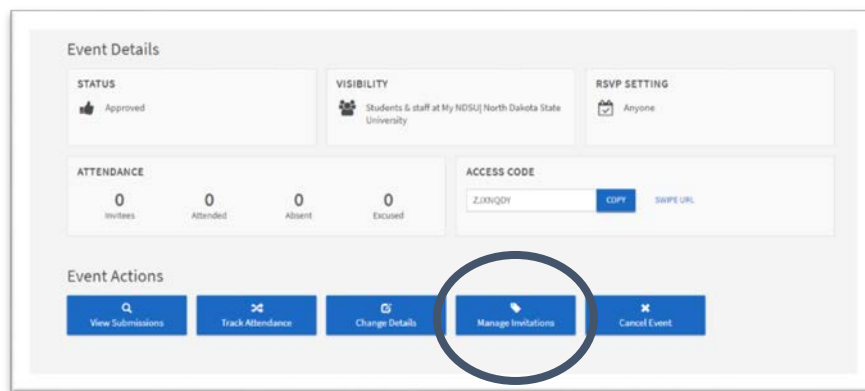 Event Details
STATUS
Approved
VISIBILITY
Students & staff at My NDSU| North Dakota State
University
RSVP SETTING
Anyone
ATTENDANCE
0 0 0 0
Invitees Attended Absent Excused
ACCESS CODE
ZJXNQDY COPY SWIPE URL
Event Actions
View Submissions Track Attendance Change Details Manage Invitations Cancel Event